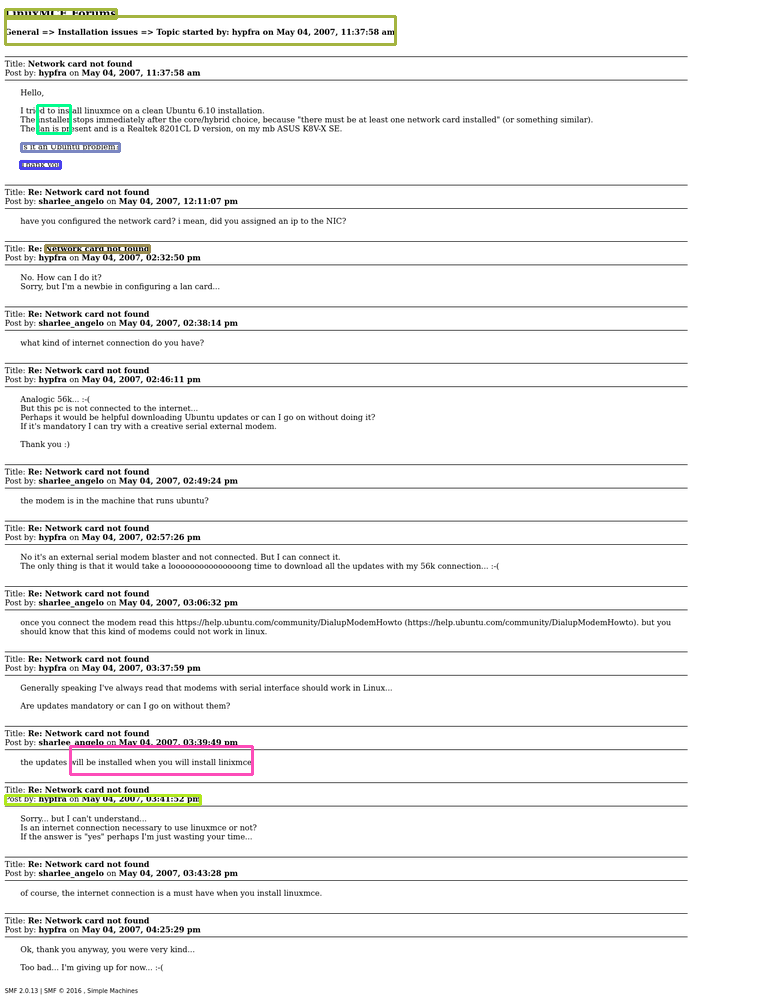 LinuxMCE Forums
General => Installation issues => Topic started by: hypfra on May 04, 2007, 11:37:58 am
Title: Network card not found
Post by: hypfra on May 04, 2007, 11:37:58 am
Hello,
I tried to install linuxmce on a clean Ubuntu 6.10 installation.
The installer stops immediately after the core/hybrid choice, because "there must be at least one network card installed" (or something similar).
The lan is present and is a Realtek 8201CL D version, on my mb ASUS K8V-X SE.
Is it an Ubuntu problem?
Thank you
Title: Re: Network card not found
Post by: sharlee_angelo on May 04, 2007, 12:11:07 pm
have you configured the network card? i mean, did you assigned an ip to the NIC?
Title: Re: Network card not found
Post by: hypfra on May 04, 2007, 02:32:50 pm
No. How can I do it?
Sorry, but I'm a newbie in configuring a lan card...
Title: Re: Network card not found
Post by: sharlee_angelo on May 04, 2007, 02:38:14 pm
what kind of internet connection do you have?
Title: Re: Network card not found
Post by: hypfra on May 04, 2007, 02:46:11 pm
Analogic 56k... :-(
But this pc is not connected to the internet...
Perhaps it would be helpful downloading Ubuntu updates or can I go on without doing it?
If it's mandatory I can try with a creative serial external modem.
Thank you :)
Title: Re: Network card not found
Post by: sharlee_angelo on May 04, 2007, 02:49:24 pm
the modem is in the machine that runs ubuntu?
Title: Re: Network card not found
Post by: hypfra on May 04, 2007, 02:57:26 pm
No it's an external serial modem blaster and not connected. But I can connect it.
The only thing is that it would take a looooooooooooooong time to download all the updates with my 56k connection... :-(
Title: Re: Network card not found
Post by: sharlee_angelo on May 04, 2007, 03:06:32 pm
once you connect the modem read this https://help.ubuntu.com/community/DialupModemHowto (https://help.ubuntu.com/community/DialupModemHowto). but you
should know that this kind of modems could not work in linux.
Title: Re: Network card not found
Post by: hypfra on May 04, 2007, 03:37:59 pm
Generally speaking I've always read that modems with serial interface should work in Linux...
Are updates mandatory or can I go on without them?
Title: Re: Network card not found
Post by: sharlee_angelo on May 04, 2007, 03:39:49 pm
the updates will be installed when you will install linixmce
Title: Re: Network card not found
Post by: hypfra on May 04, 2007, 03:41:52 pm
Sorry... but I can't understand...
Is an internet connection necessary to use linuxmce or not?
If the answer is "yes" perhaps I'm just wasting your time...
Title: Re: Network card not found
Post by: sharlee_angelo on May 04, 2007, 03:43:28 pm
of course, the internet connection is a must have when you install linuxmce.
Title: Re: Network card not found
Post by: hypfra on May 04, 2007, 04:25:29 pm
Ok, thank you anyway, you were very kind...
Too bad... I'm giving up for now... :-(
SMF 2.0.13 | SMF © 2016 , Simple Machines